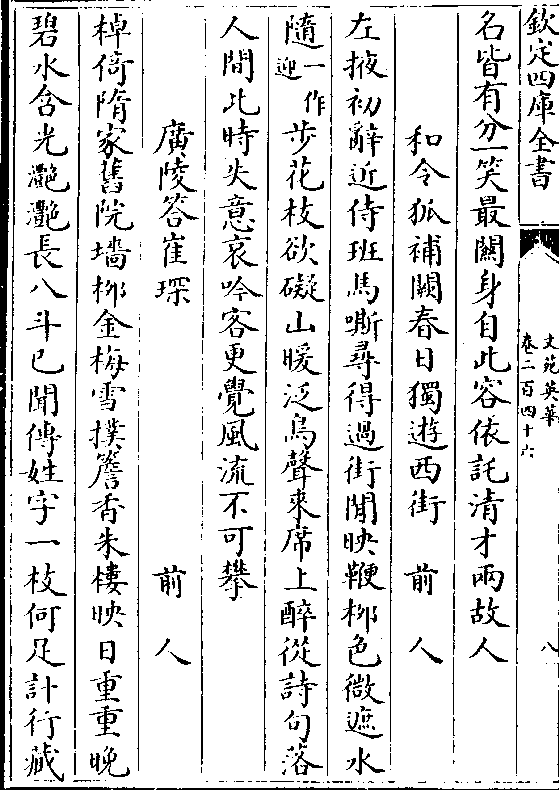 欽定四庫全書
文苑英華
卷二百四十六
八
名皆有分一笑最闗身自此容依託清才兩故人
和令狐補闕春日獨遊西街 前人
左掖初辭近侍班馬嘶尋得過街閒映鞭栁色微遮水
隨一作迎步花枝欲礙山暖泛鳥聲來席上醉從詩句落
人間此時失意哀吟客更覺風流不可攀
廣陵答崔琛 前人
棹倚隋家舊院墻栁金梅雪撲簷香朱樓映日重重晚
碧水含光灧灧長八斗已聞傳姓字一枝何足計行藏